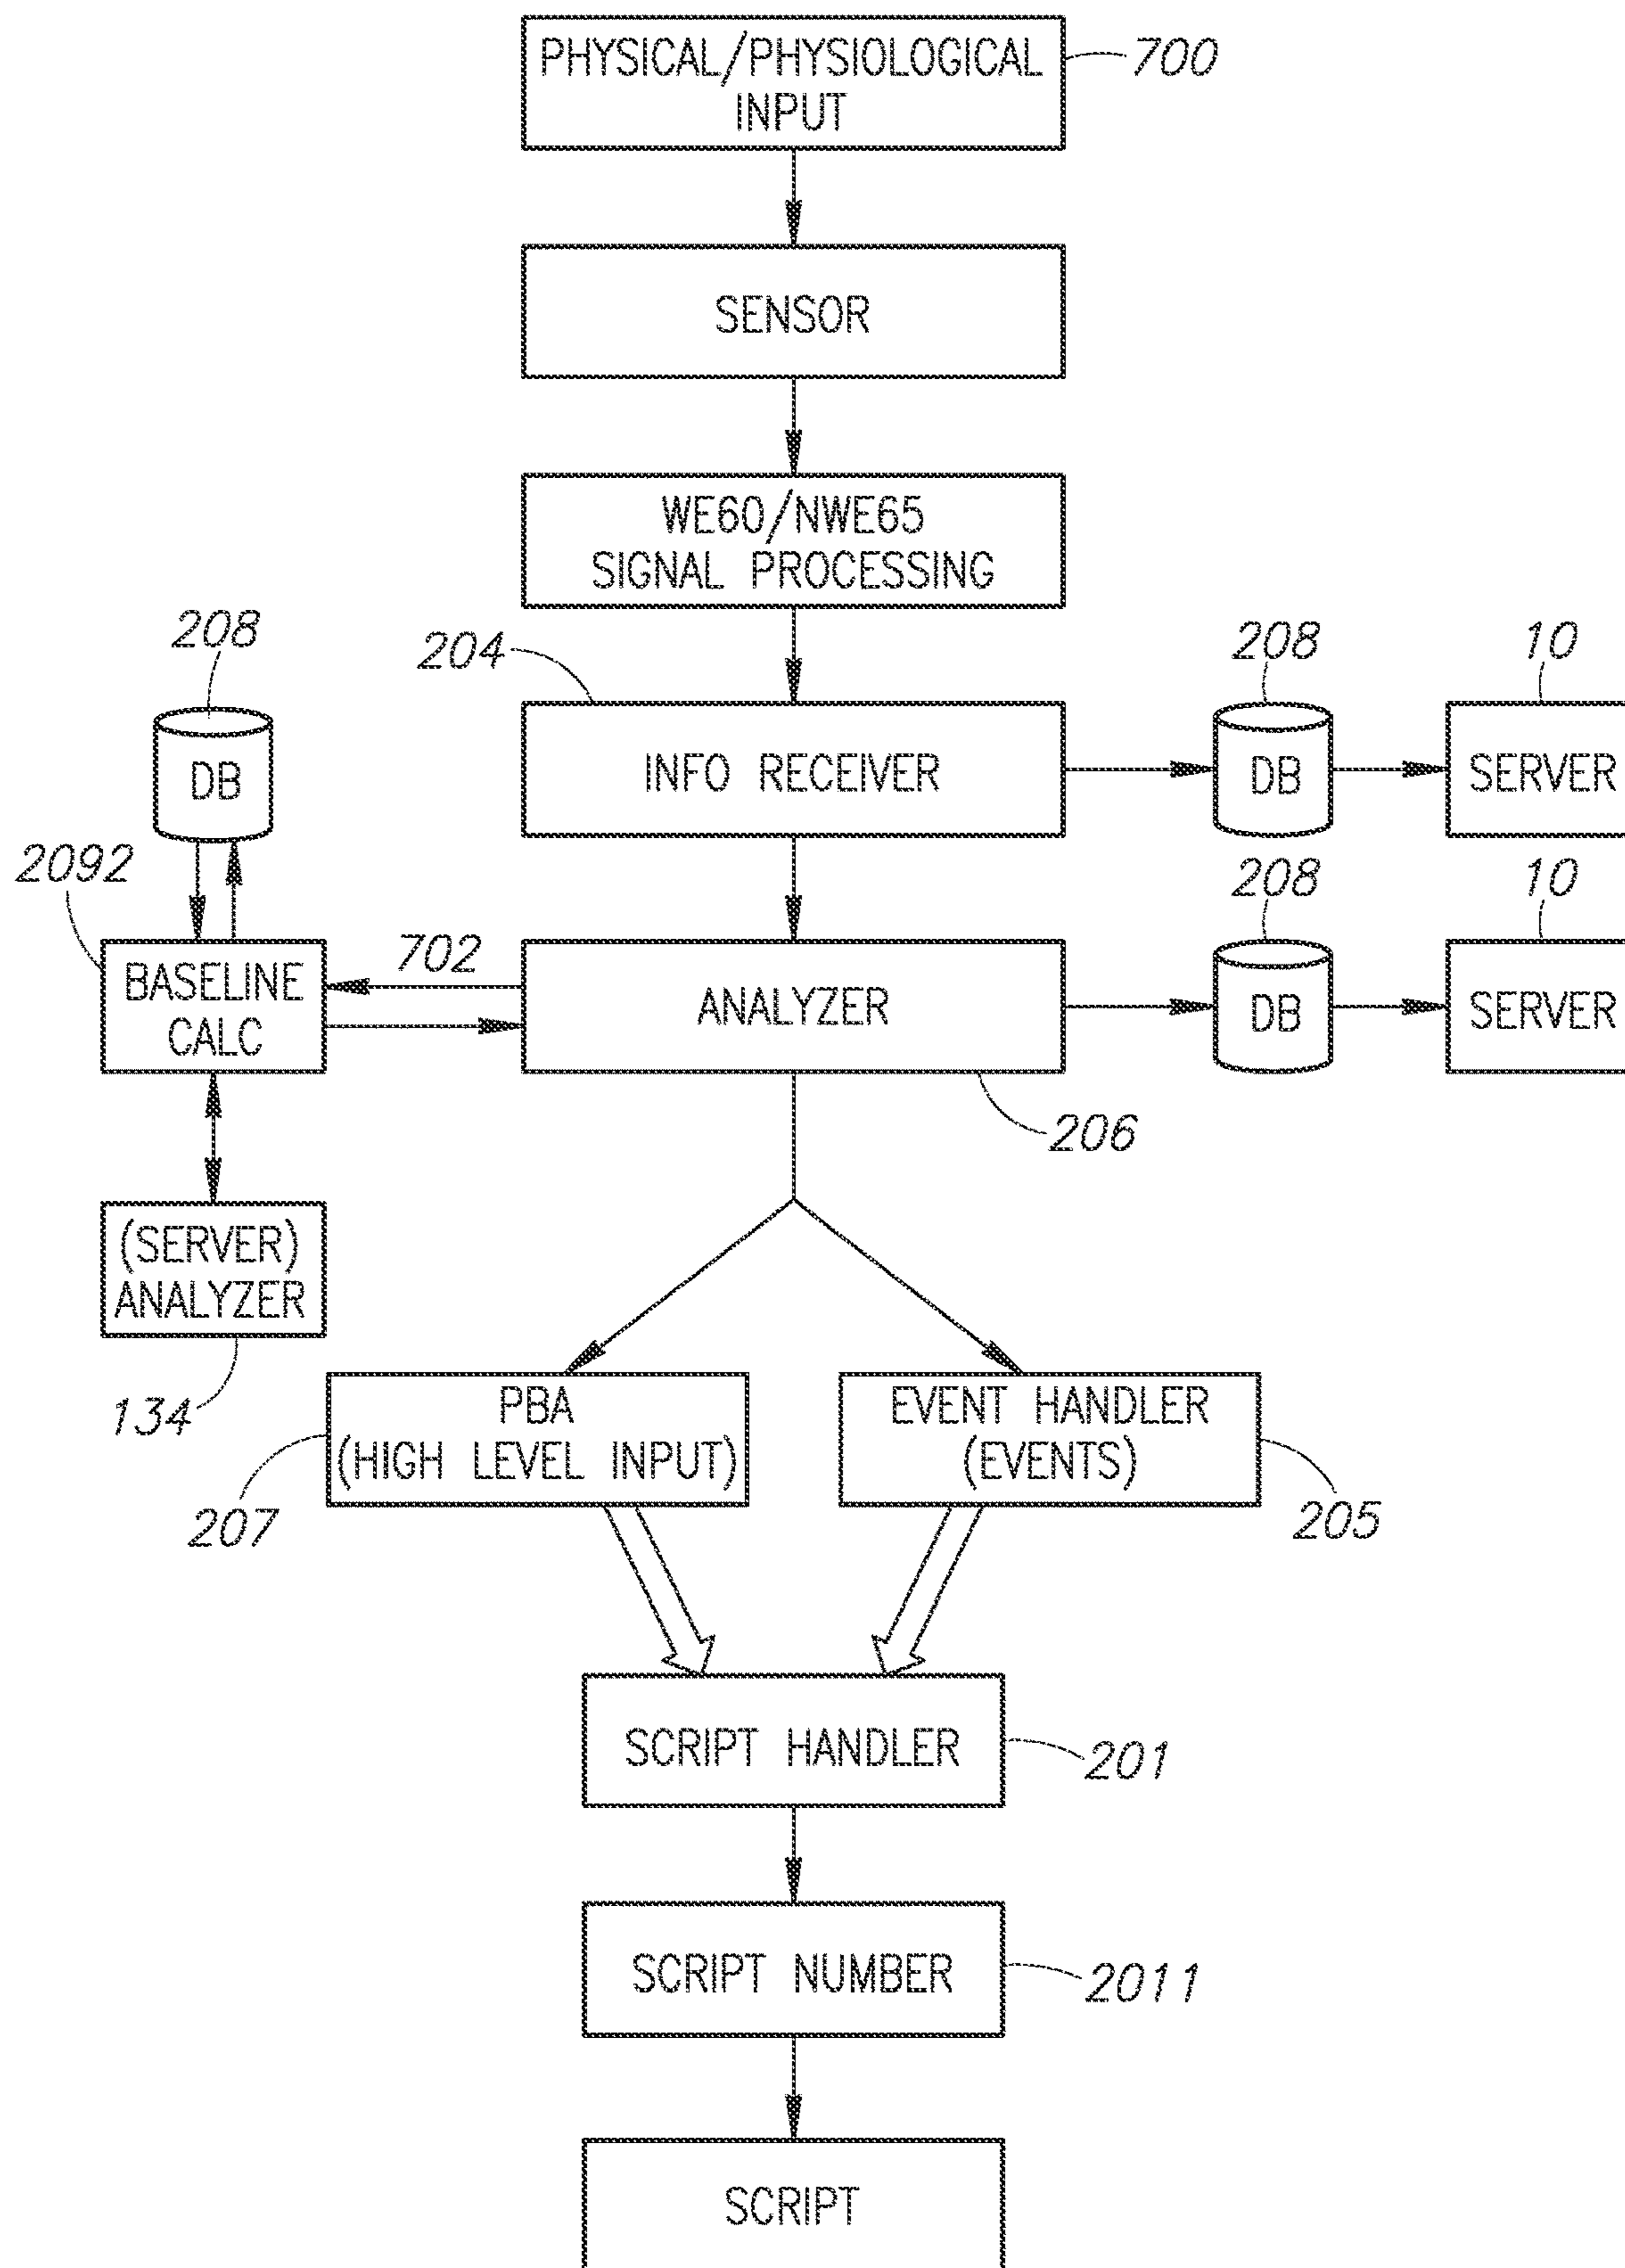 PHYSICAL/PHYSIOLOGICAL
INPUT
700
SENSOR
WE60/NWE65
SIGNAL PROCESSING
208
204
208
10
DB
INFO RECEIVER
DB
SERVER
2092
208
10
702
BASELINE
CALC
ANALYZER
DB
SERVER
206
(SERVER)
ANALYZER
134
PBA
(HIGH LEVEL INPUT)
EVENT HANDLER
(EVENTS)
207
205
SCRIPT HANDLER
201
SCRIPT NUMBER
2011
SCRIPT